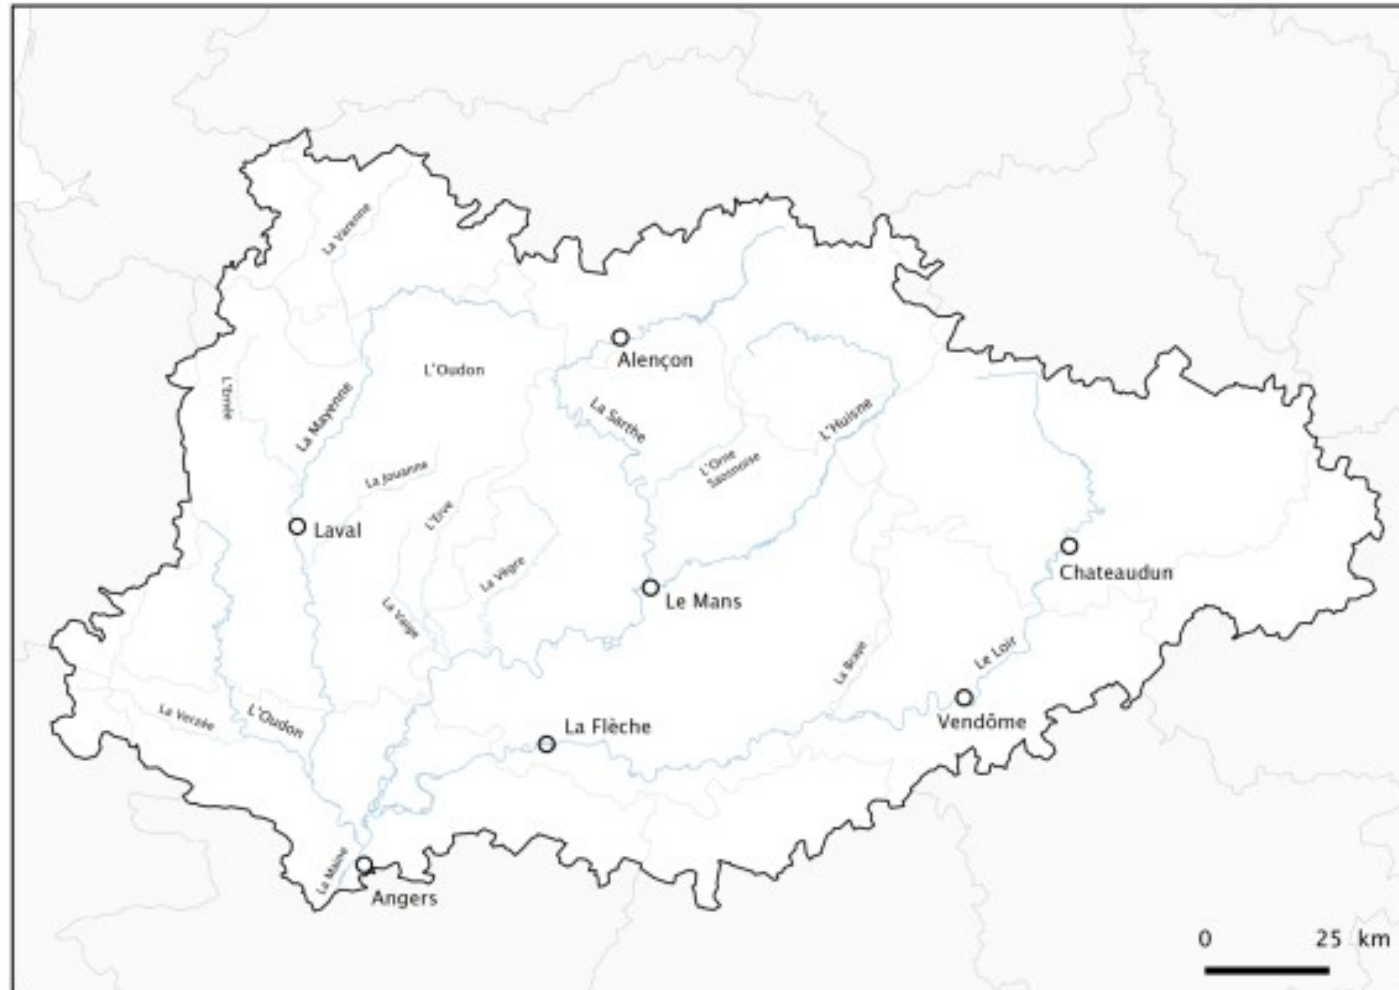 La Varenne
Alençon
L'Oudon
L'Ernée
La Mayenne
La Sarthe
L'Huisne
L'Orne
Saosnoise
La Jouanne
L'Erve
Laval
La Vègre
Chateaudun
Le Mans
La Vaige
La Braye
Le Loir
Vendôme
La Verzée
L'Oudon
La Flèche
La Maine
Angers
0
25 km